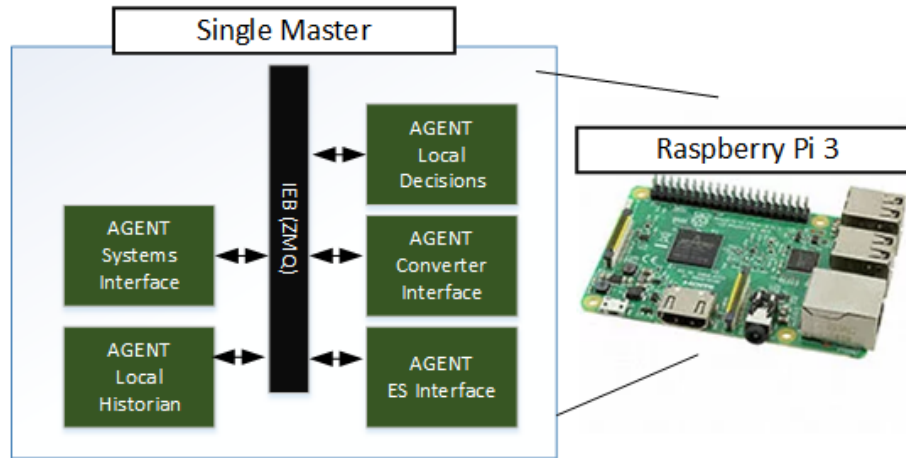 Single Master
AGENT
Local
Decisions
IEB (ZMQ)
AGENT
Systems
Interface
AGENT
Converter
Interface
AGENT
Local
Historian
AGENT
ES Interface
Raspberry Pi 3
HDMI